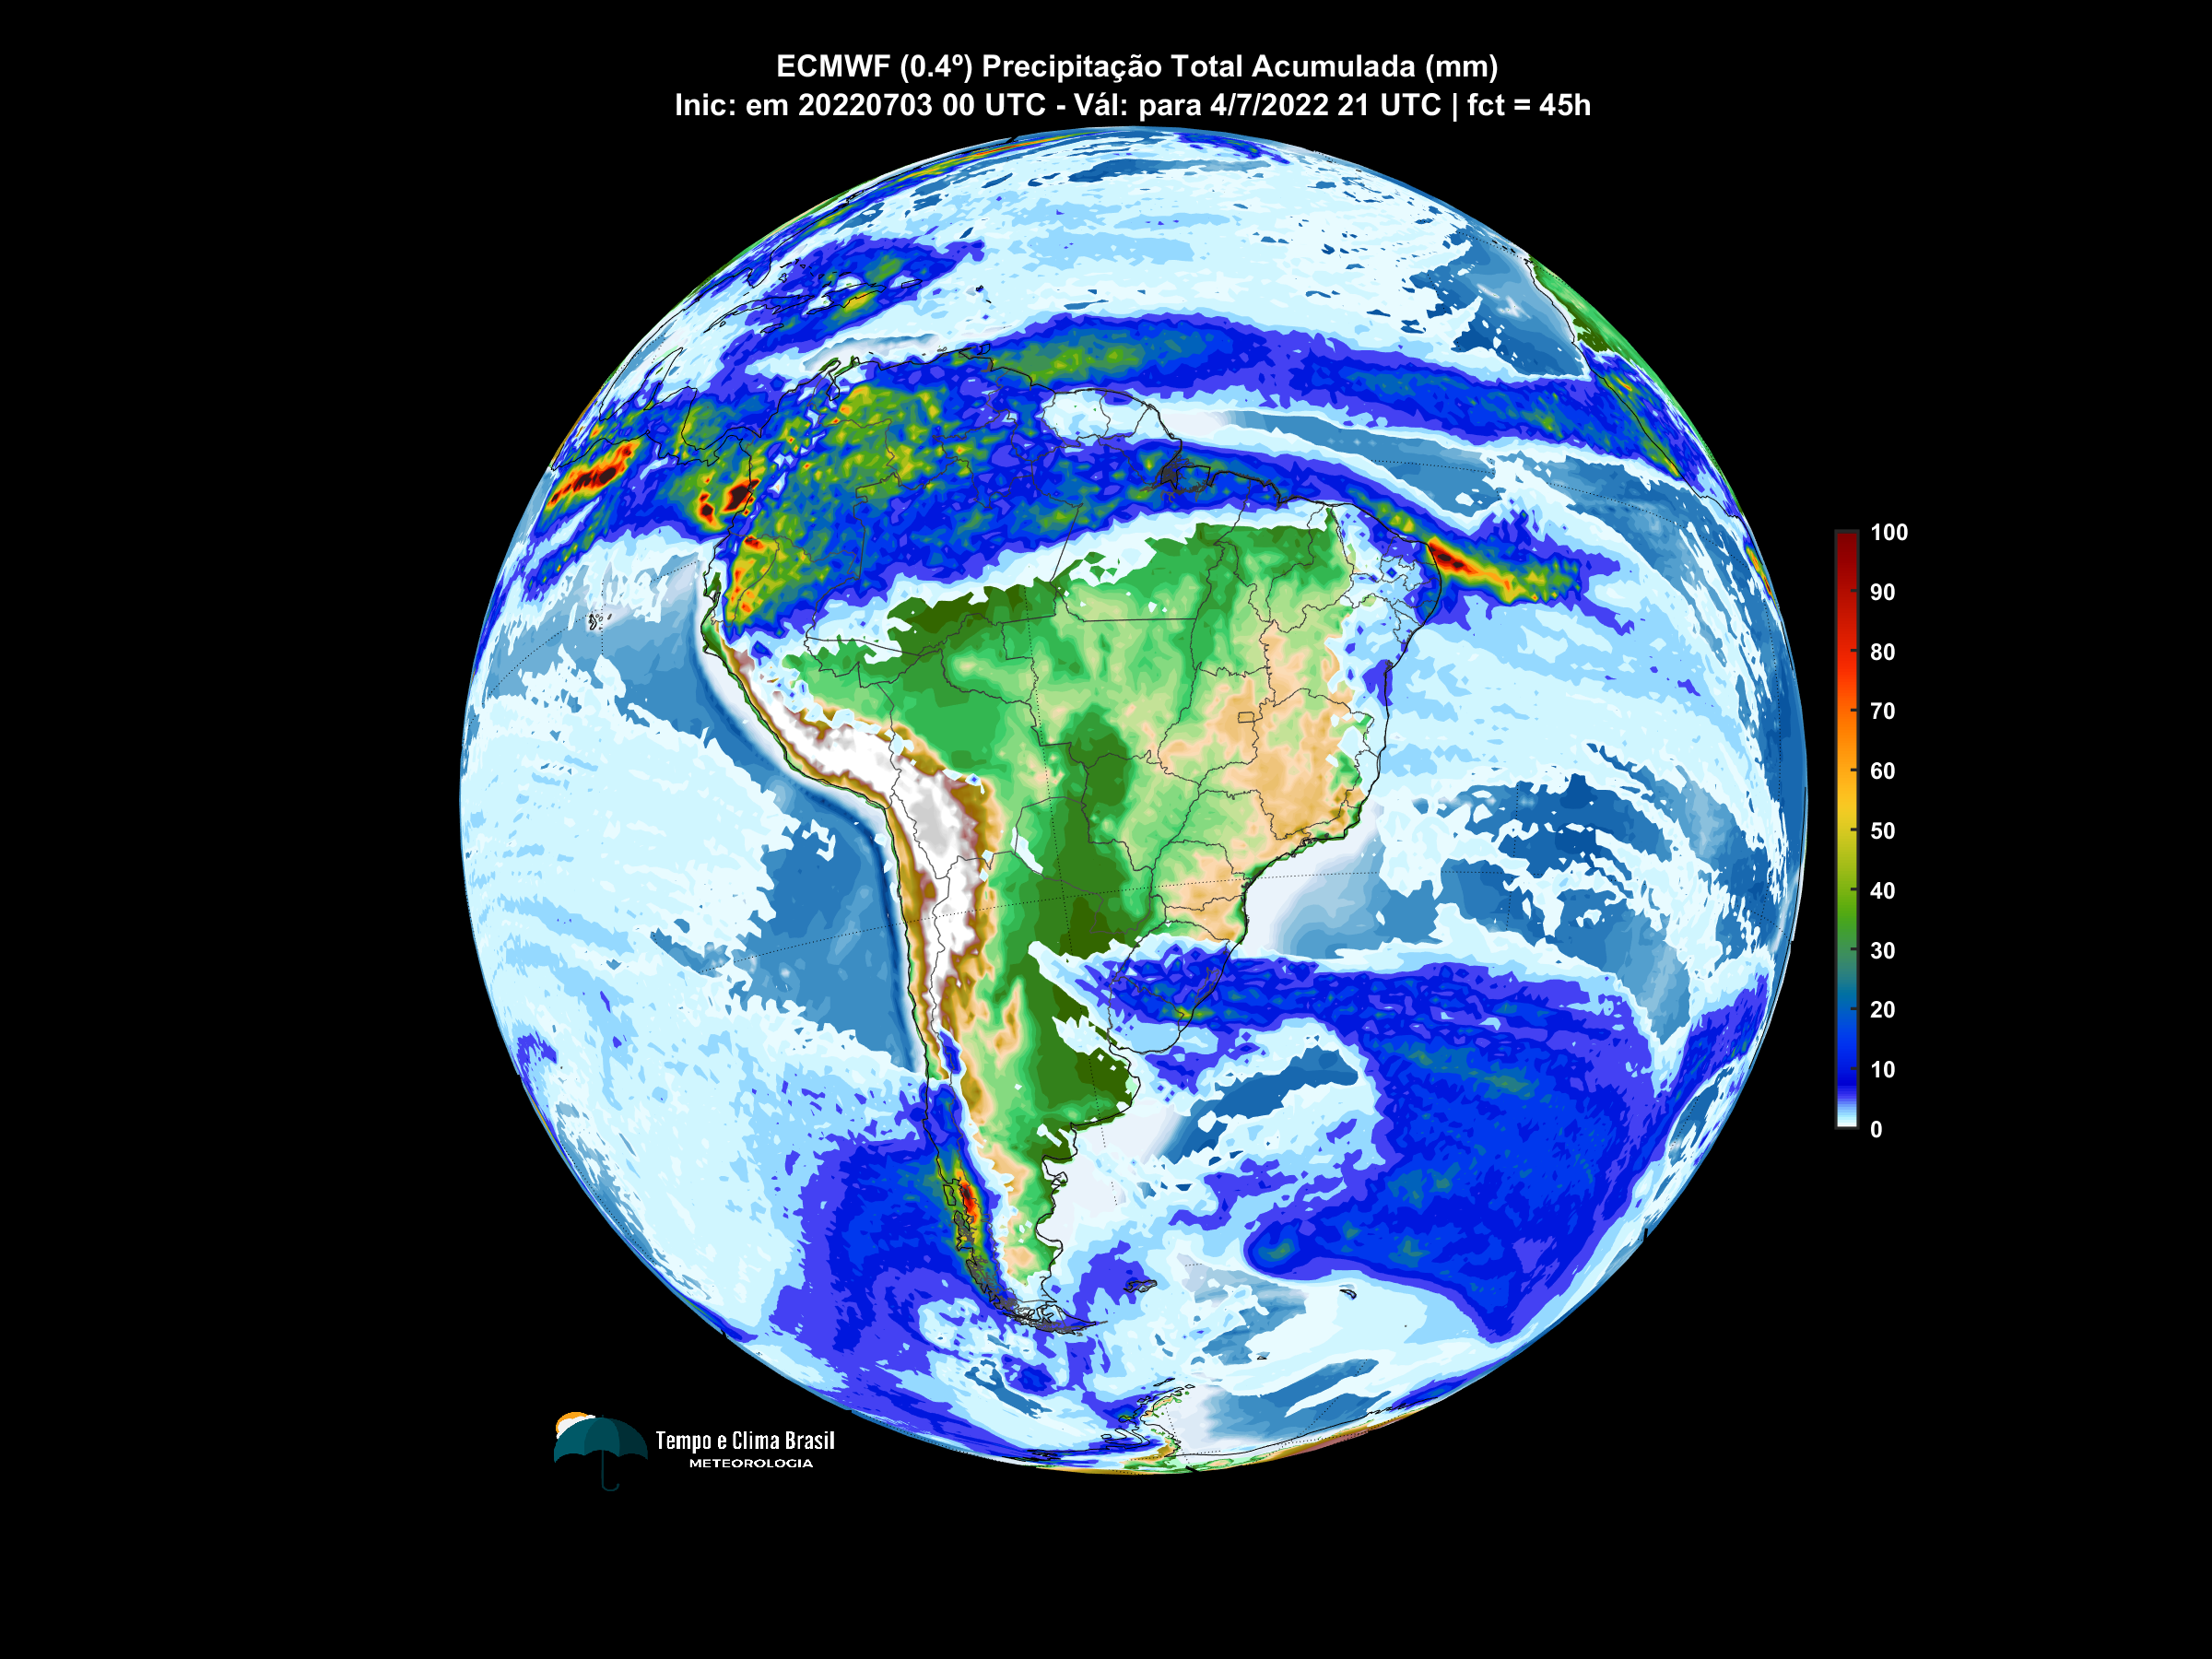 ECMWF (0.4º) Precipitação Total Acumulada (mm)
Inic: em 20220703 00 UTC - Vál: para 4/7/2022 21 UTC | fct = 45h
100
90
80
70
60
50
40
30
20
10
0
Tempo e Clima Brasil
METEOROLOGIA